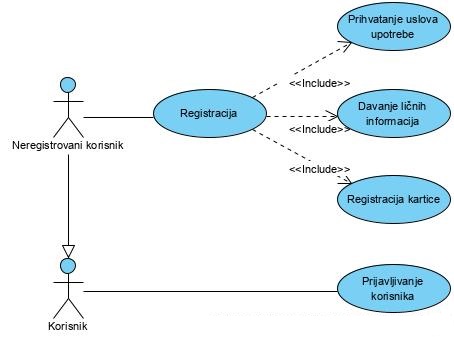 Prihvatanje uslova
upotrebe
<<Include>>
Registracija
Davanje ličnih
informacija
<<Include>>
Neregistrovani korisnik
<<Include>>
Registracija kartice
Prijavljivanje
korisnika
Korisnik